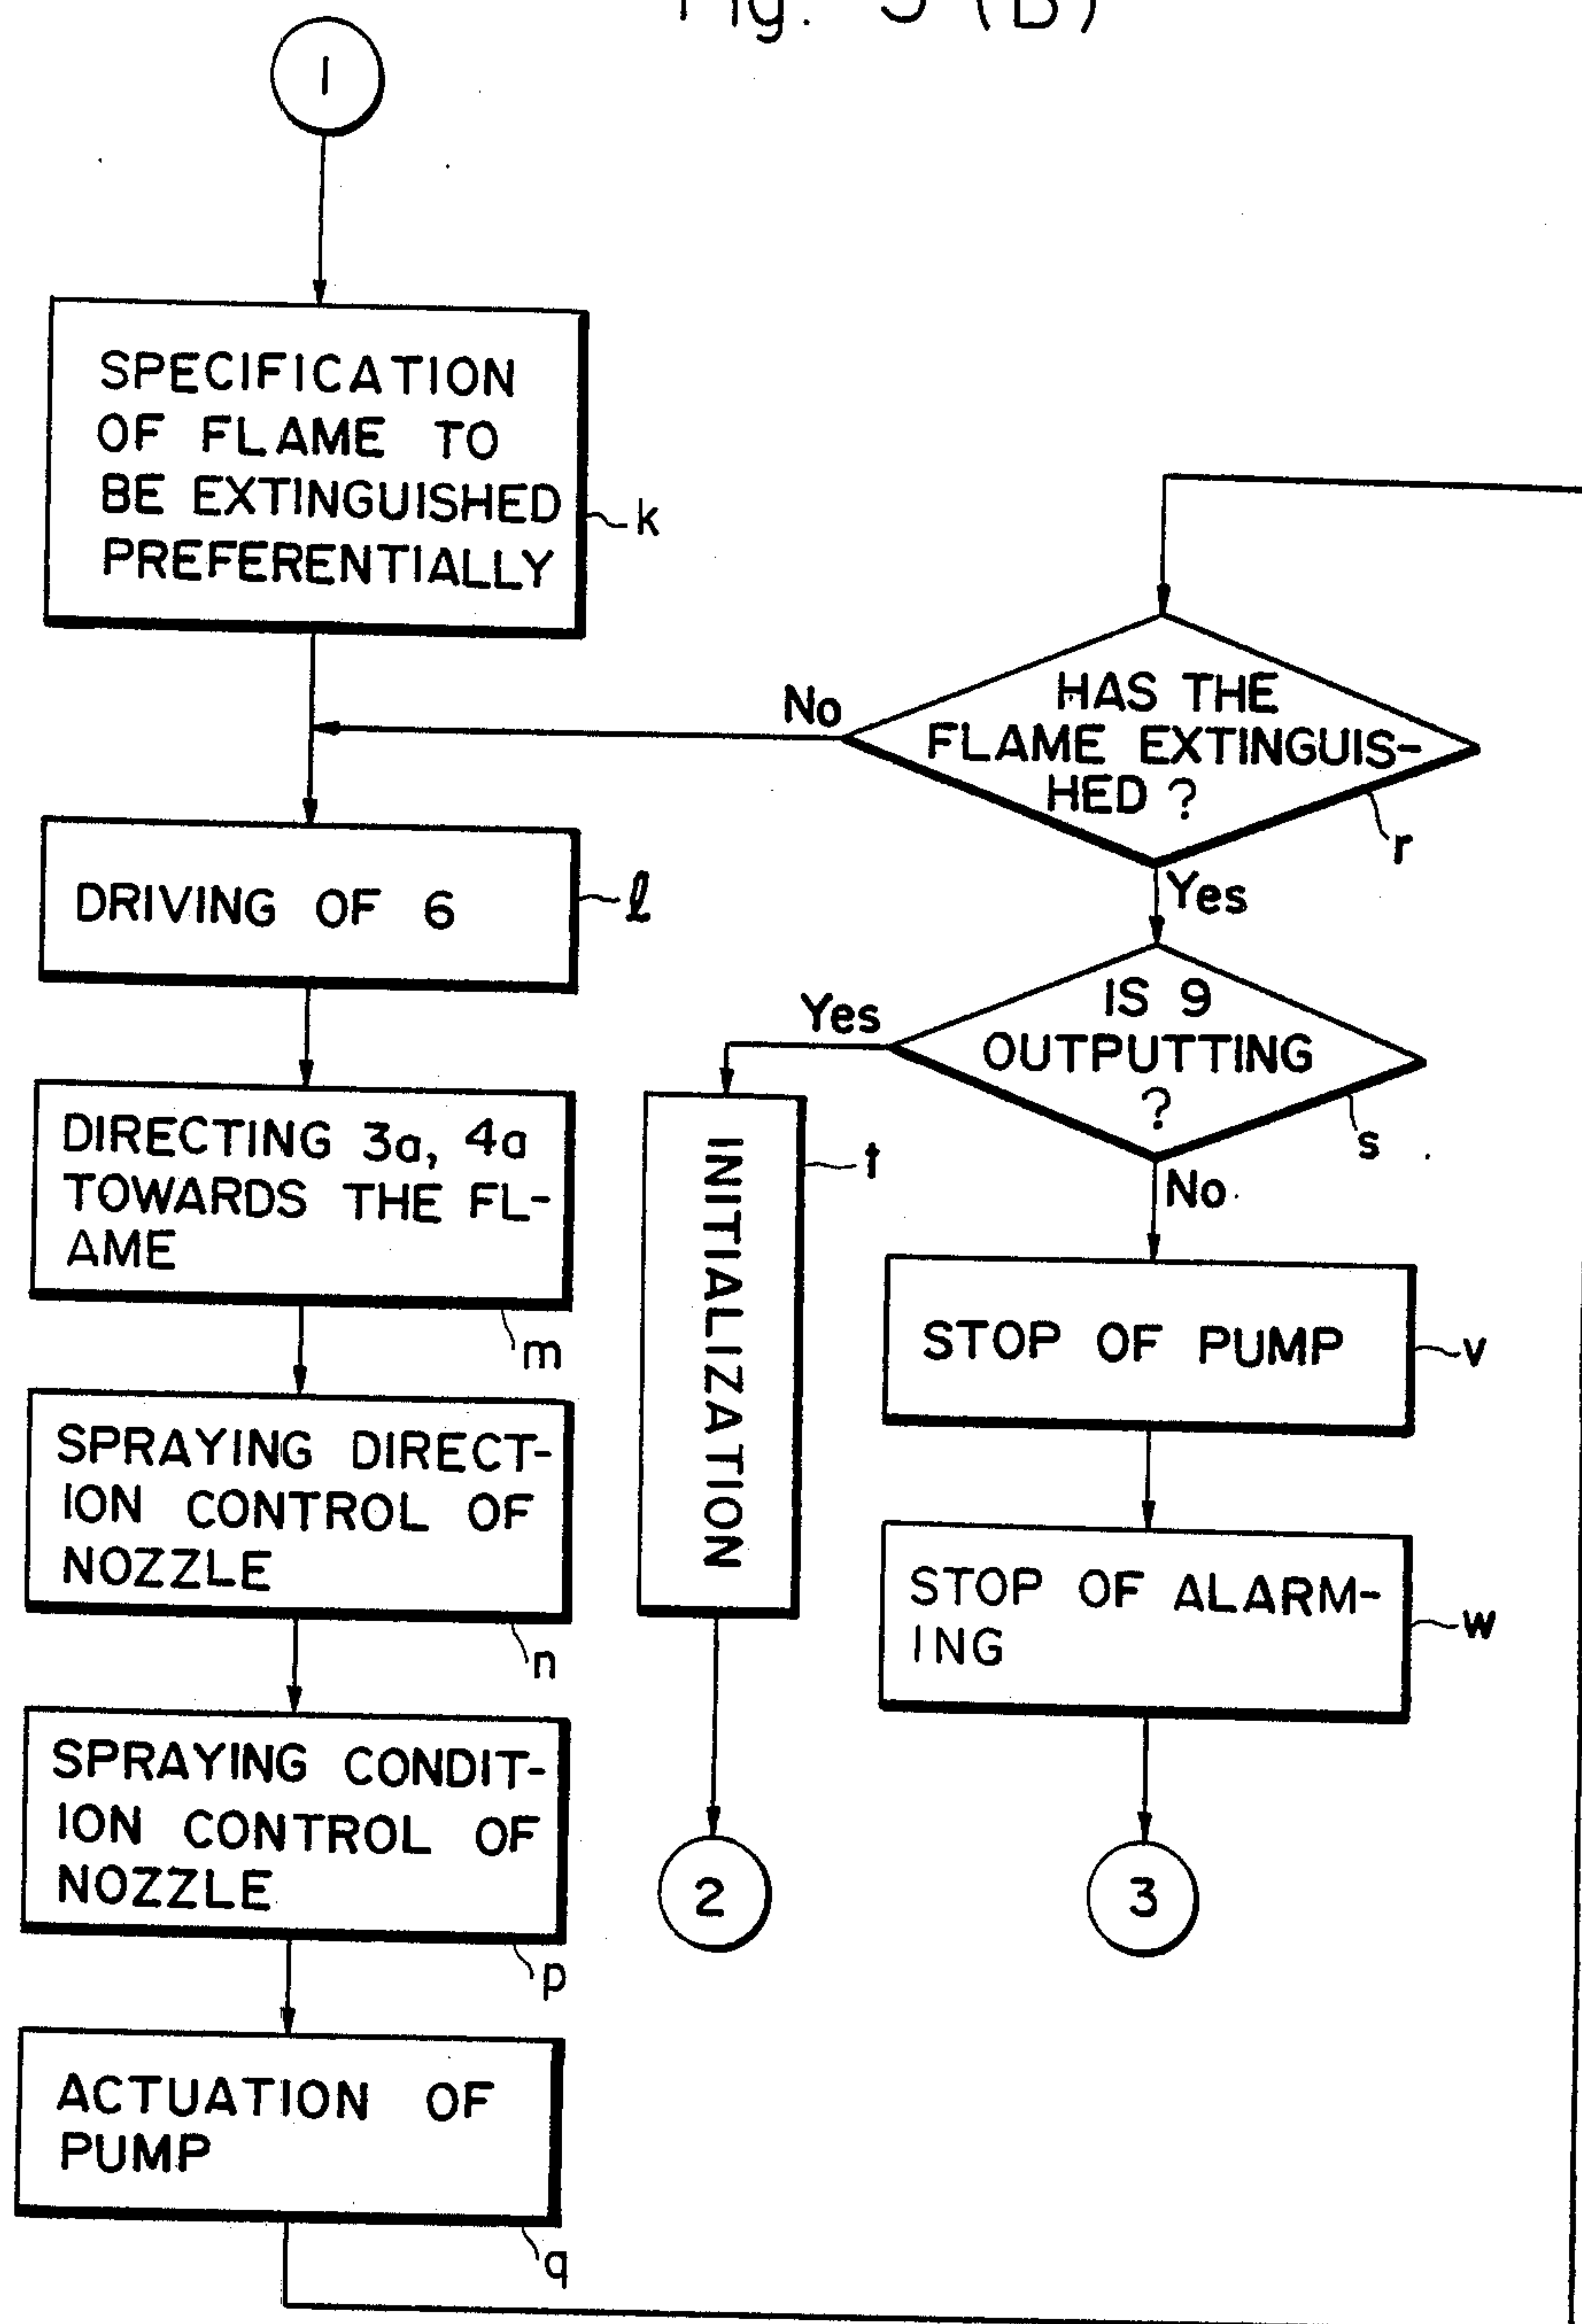 Fig. 5 (B)
1
SPECIFICATION
OF FLAME TO
BE EXTINGUISHED
PREFERENTIALLY
k
DRIVING OF 6
l
DIRECTING 3a, 4a
TOWARDS THE FL-
AME
m
SPRAYING DIRECT-
ION CONTROL OF
NOZZLE
n
SPRAYING CONDIT-
ION CONTROL OF
NOZZLE
p
ACTUATION OF
PUMP
q
HAS THE
FLAME EXTINGUIS-
HED ?
r
No
Yes
IS 9
OUTPUTTING
?
s
Yes
No
INITIALIZATION
t
2
STOP OF PUMP
v
STOP OF ALARM-
ING
w
3